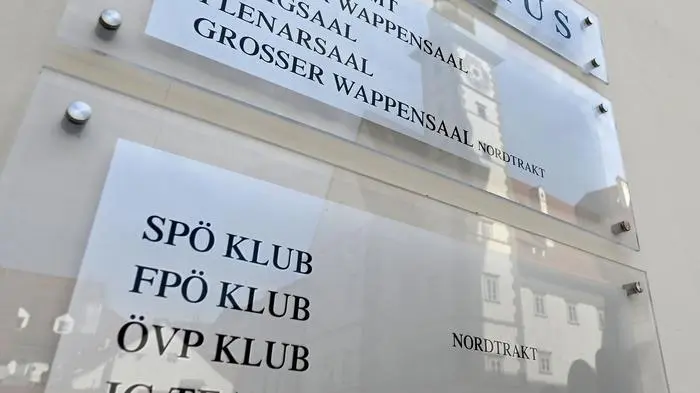 WAPPENSAAL
PLENARSAAL
GROSSER WAPPENSAAL NORDTRAKT
SPÖ KLUB
FPÖ KLUB
ÖVP KLUB
NORDTRAKT